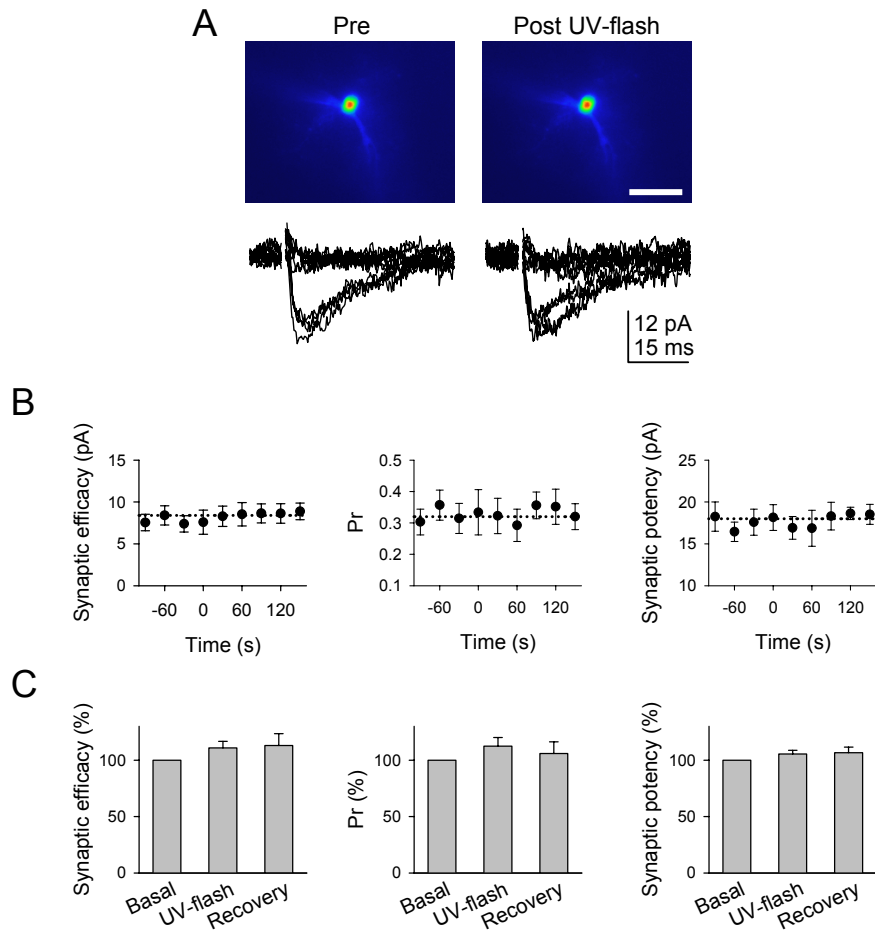 A
Pre
Post UV-flash
12 pA
15 ms
B
Synaptic efficacy (pA)
15
10
5
0
-60
0
60
120
Time (s)
Pr
0.5
0.4
0.3
0.2
0.1
-60
0
60
120
Time (s)
Synaptic potency (pA)
25
20
15
10
-60
0
60
120
Time (s)
C
Synaptic efficacy (%)
100
50
0
Basal
UV-flash
Recovery
Pr (%)
100
50
0
Basal
UV-flash
Recovery
Synaptic potency (%)
100
50
0
Basal
UV-flash
Recovery